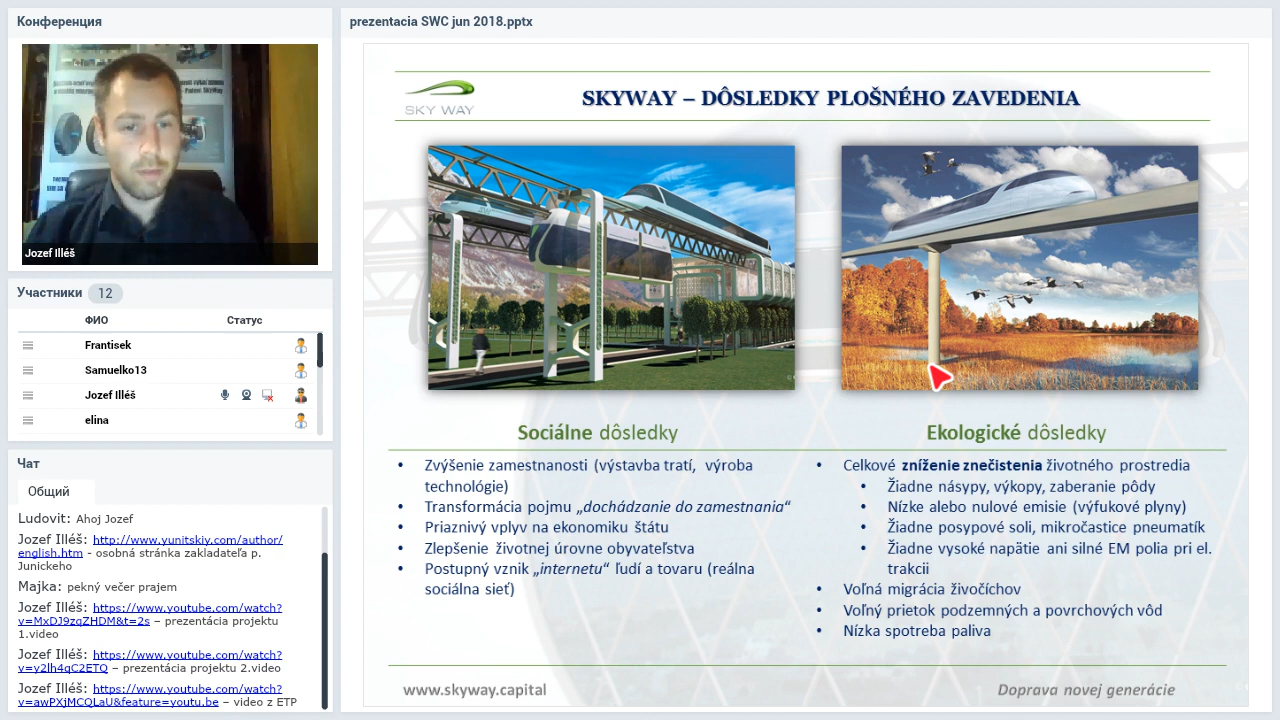 Конференция
Jozef Illéš
Участники 12
ФИО Статус
Frantisek
Samuelko13
Jozef Illéš
elina
Чат
Общий
Ludovit: Ahoj Jozef
Jozef Illéš: http://www.yunitskiy.com/author/
english.htm - osobná stránka zakladateľa p.
Junickeho
Majka: pekný večer prajem
Jozef Illéš: https://www.youtube.com/watch?
v=MxDJ9zqZHDM&t=2s – prezentácia projektu
1.video
Jozef Illéš: https://www.youtube.com/watch?
v=y2lh4qC2ETQ – prezentácia projektu 2.video
Jozef Illéš: https://www.youtube.com/watch?
v=awPXjMCQLaU&feature=youtu.be – video z ETP
prezentacia SWC jun 2018.pptx
SKY WAY
SKYWAY – DÔSLEDKY PLOŠNÉHO ZAVEDENIA
Sociálne dôsledky
• Zvýšenie zamestnanosti (výstavba tratí, výroba
technológie)
• Transformácia pojmu „dochádzanie do zamestnania“
• Priaznivý vplyv na ekonomiku štátu
• Zlepšenie životnej úrovne obyvateľstva
• Postupný vznik „internetu“ ľudí a tovaru (reálna
sociálna sieť)
Ekologické dôsledky
• Celkové zníženie znečistenia životného prostredia
• Žiadne násypy, výkopy, zaberanie pôdy
• Nízke alebo nulové emisie (výfukové plyny)
• Žiadne posypové soli, mikročastice pneumatík
• Žiadne vysoké napätie ani silné EM polia pri el.
trakcii
• Voľná migrácia živočíchov
• Voľný prietok podzemných a povrchových vôd
• Nízka spotreba paliva
www.skyway.capital
Doprava novej generácie